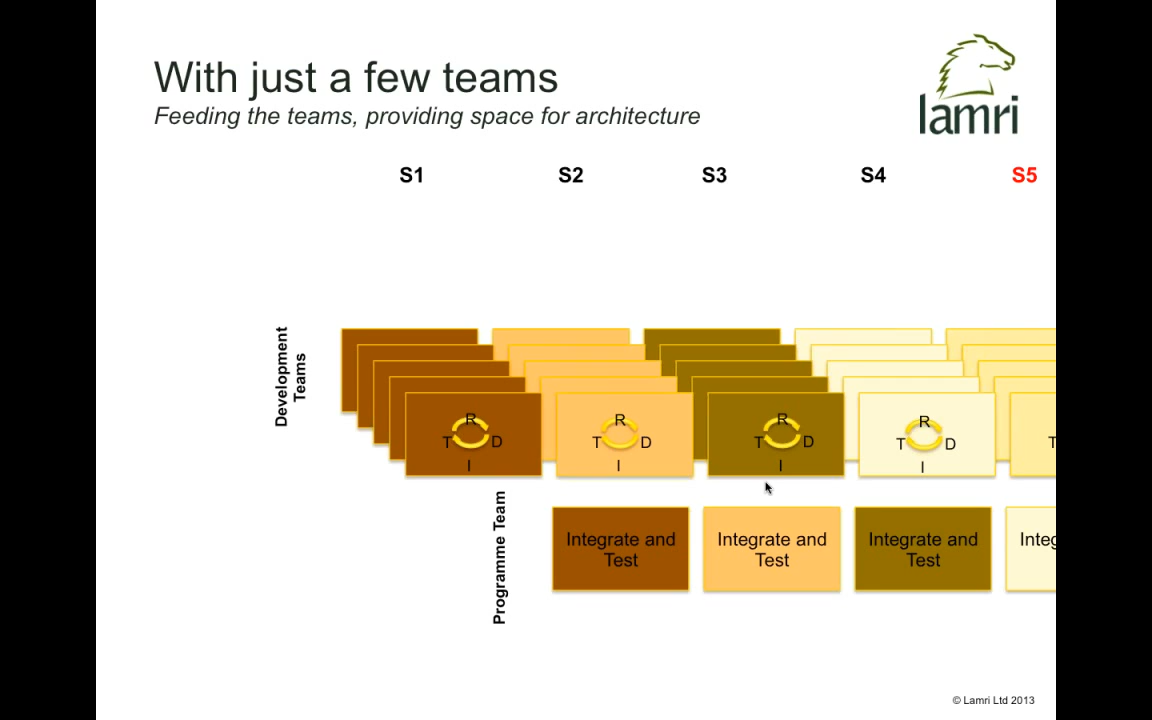 With just a few teams
Feeding the teams, providing space for architecture
lamri
S1 S2 S3 S4 S5
Development
Teams
R R R R
T D T D T D T D T
I I I I
Programme Team
Integrate and Integrate and Integrate and Integ
Test Test Test
© Lamri Ltd 2013